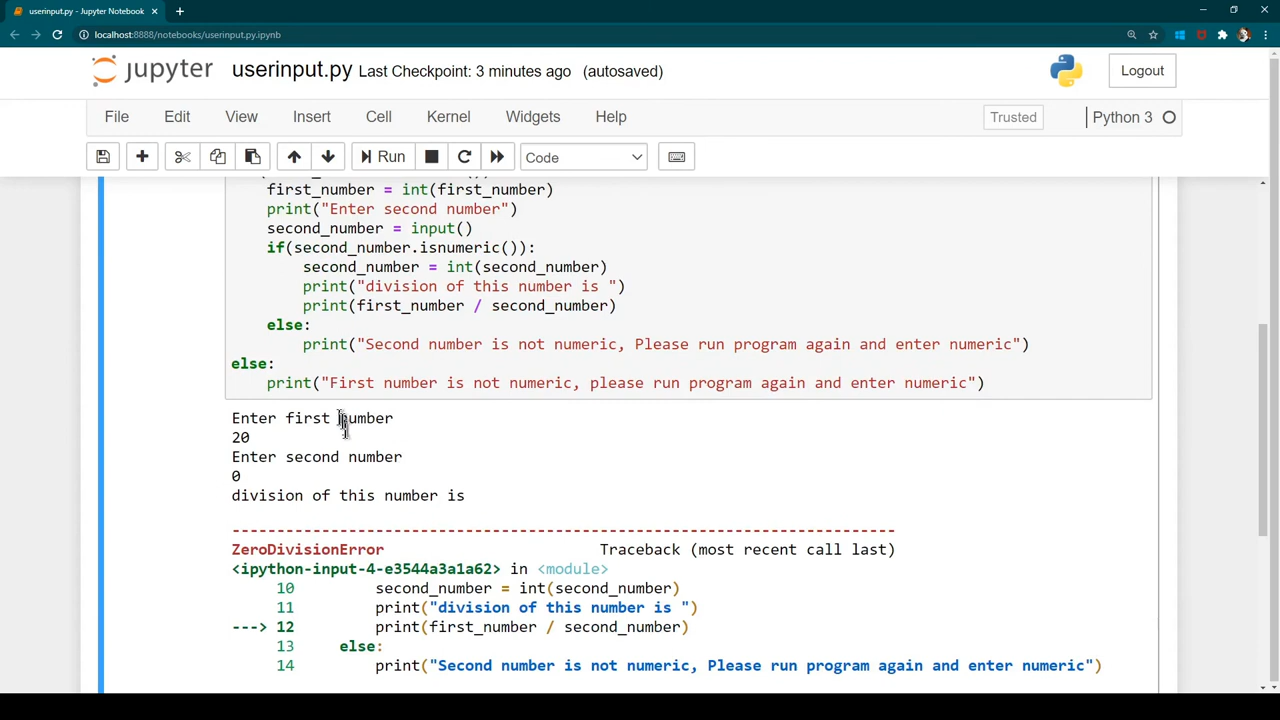 userinput.py - Jupyter Notebook
localhost:8888/notebooks/userinput.py.ipynb
jupyter userinput.py Last Checkpoint: 3 minutes ago (autosaved)
Logout
File Edit View Insert Cell Kernel Widgets Help Trusted Python 3
Run Code
first_number = int(first_number)
print("Enter second number")
second_number = input()
if(second_number.isnumeric()):
second_number = int(second_number)
print("division of this number is ")
print(first_number / second_number)
else:
print("Second number is not numeric, Please run program again and enter numeric")
else:
print("First number is not numeric, please run program again and enter numeric")
Enter first number
20
Enter second number
0
division of this number is
---------------------------------------------------------------------------
ZeroDivisionError Traceback (most recent call last)
<ipython-input-4-e3544a3a1a62> in <module>
10 second_number = int(second_number)
11 print("division of this number is ")
---> 12 print(first_number / second_number)
13 else:
14 print("Second number is not numeric, Please run program again and enter numeric")